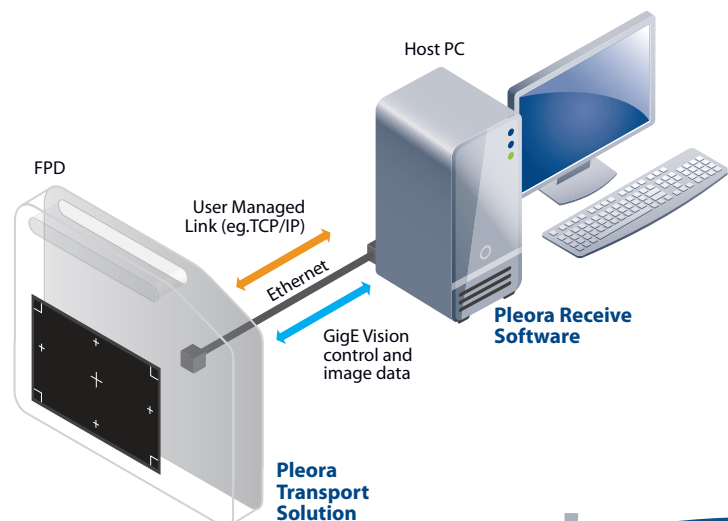 Host PC
FPD
User Managed
Link (eg.TCP/IP)
Ethernet
GigE Vision
control and
image data
Pleora Receive
Software
Pleora
Transport
Solution